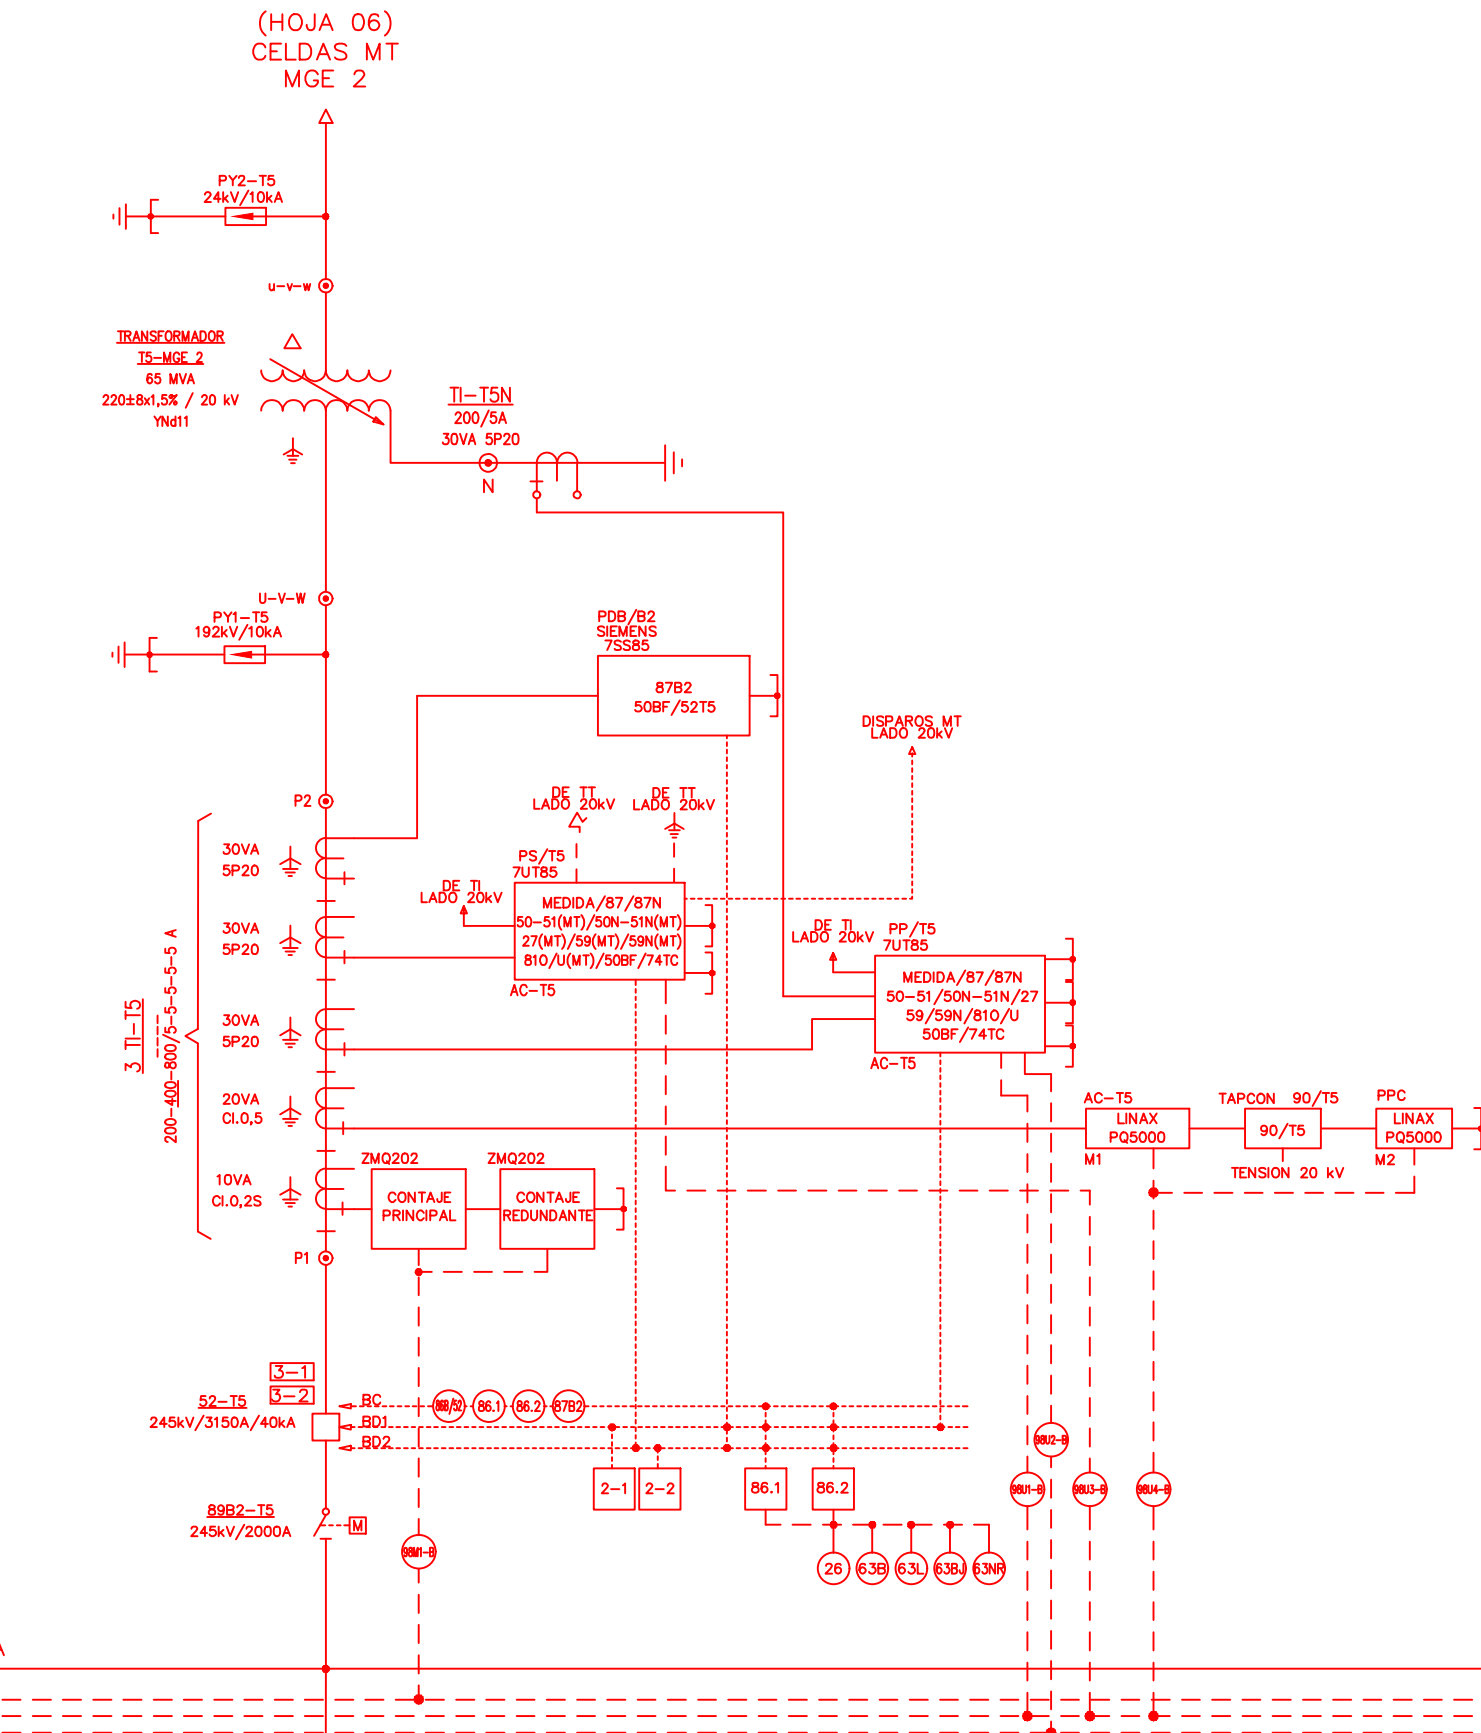 (HOJA 06)
CELDAS MT
MGE 2
PY2-T5
24kV/10kA
u-v-w
TRANSFORMADOR
T5-MGE 2
65 MVA
220±8x1,5% / 20 kV
YNd11
TI-T5N
200/5A
30VA 5P20
N
U-V-W
PY1-T5
192kV/10kA
PDB/B2
SIEMENS
7SS85
87B2
50BF/52T5
DISPAROS MT
LADO 20kV
P2
30VA
5P20
30VA
5P20
30VA
5P20
20VA
Cl.0,5
10VA
Cl.0,2S
P1
3 TI-T5
200-400-800/5-5-5-5-5 A
DE TT
LADO 20kV
DE TT
LADO 20kV
PS/T5
7UT85
DE TI
LADO 20kV
MEDIDA/87/87N
50-51(MT)/50N-51N(MT)
27(MT)/59(MT)/59N(MT)
81O/U(MT)/50BF/74TC
AC-T5
DE TI
LADO 20kV
PP/T5
7UT85
MEDIDA/87/87N
50-51/50N-51N/27
59/59N/81O/U
50BF/74TC
AC-T5
AC-T5
LINAX
PQ5000
M1
TAPCON 90/T5
90/T5
TENSION 20 kV
PPC
LINAX
PQ5000
M2
ZMQ202
CONTAJE
PRINCIPAL
ZMQ202
CONTAJE
REDUNDANTE
3-1
3-2
52-T5
245kV/3150A/40kA
BC
86.1
86.2
87B2
BD1
BD2
2-1
2-2
86.1
86.2
89B2-T5
245kV/2000A
M
98M1-B
98U1-B
98U2-B
98U3-B
98U4-B
26
63B
63L
63BJ
63NR